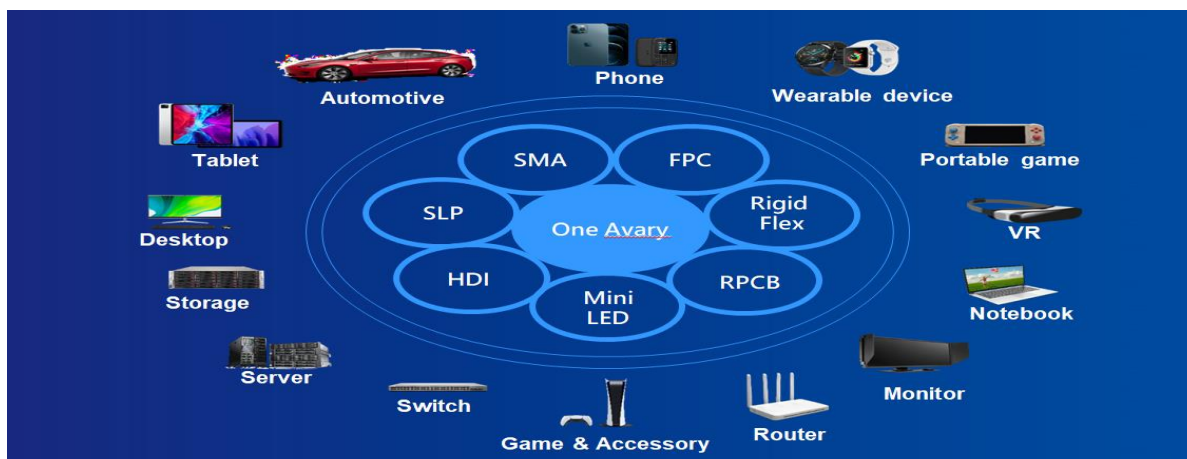 Phone
Automotive
Wearable device
SMA
FPC
Tablet
Portable game
SLP
Rigid
Flex
One Avary
Desktop
VR
HDI
RPCB
Mini
LED
Storage
Notebook
Server
Switch
Monitor
Game & Accessory
Router